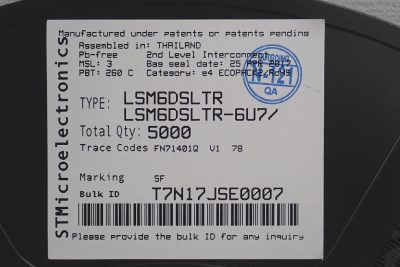 Manufactured under patents or patents pending
Assembled in: THAILAND
Pb-free 2nd Level Interconnect
MSL: 3 Bag seal date: 25
PBT: 260 C Category: e4 ECOPACK2/RoHS
N-121
QA
TYPE: LSM6DSLTR
LSM6DSLTR-6U7/
Total Qty: 5000
Trace Codes FN71401Q V1 78
Marking SF
Bulk ID T7N17JSE0007
Please provide the bulk ID for any inquiry
STMicroelectronics